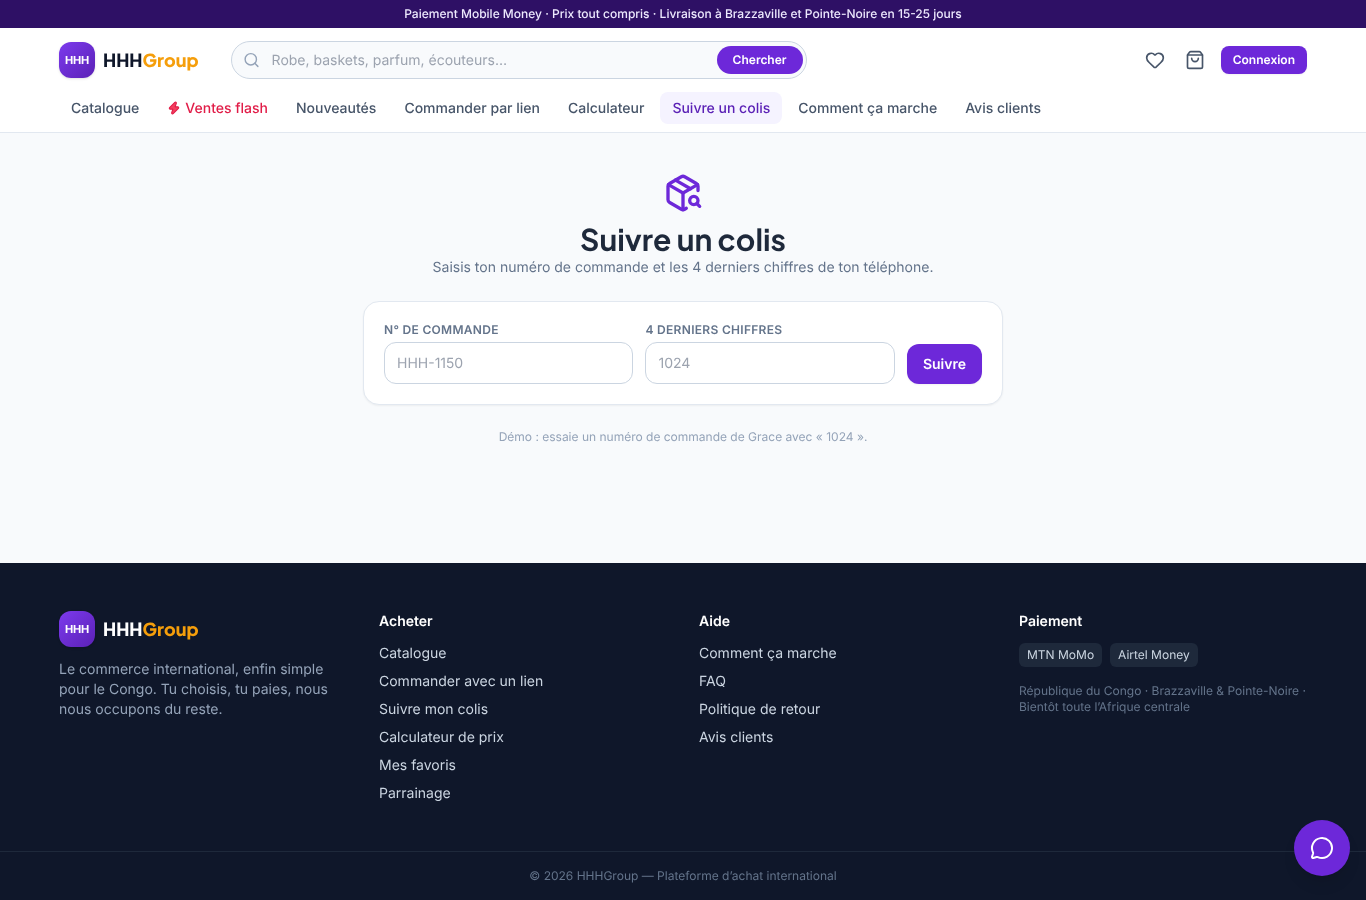 Paiement Mobile Money · Prix tout compris · Livraison à Brazzaville et Pointe-Noire en 15-25 jours
HHH HHHGroup
Robe, baskets, parfum, écouteurs...
Chercher
Connexion
Catalogue
Ventes flash
Nouveautés
Commander par lien
Calculateur
Suivre un colis
Comment ça marche
Avis clients
Suivre un colis
Saisis ton numéro de commande et les 4 derniers chiffres de ton téléphone.
N° DE COMMANDE
HHH-1150
4 DERNIERS CHIFFRES
1024
Suivre
Démo : essaie un numéro de commande de Grace avec « 1024 ».
HHH HHHGroup
Le commerce international, enfin simple
pour le Congo. Tu choisis, tu paies, nous
nous occupons du reste.
Acheter
Catalogue
Commander avec un lien
Suivre mon colis
Calculateur de prix
Mes favoris
Parrainage
Aide
Comment ça marche
FAQ
Politique de retour
Avis clients
Paiement
MTN MoMo
Airtel Money
République du Congo · Brazzaville & Pointe-Noire ·
Bientôt toute l’Afrique centrale
© 2026 HHHGroup — Plateforme d’achat international